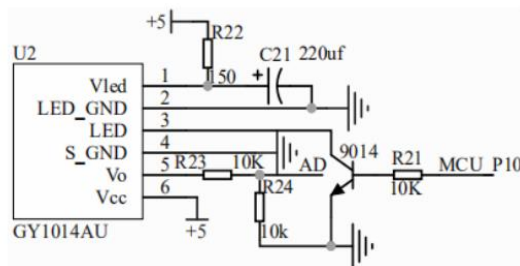 +5
R22
U2
C21 220uf
Vled 1 150 +
LED_GND 2
LED 3
S_GND 4
Vo 5 R23 10K AD
Vcc 6
R24
10k
9014
R21
10K
MCU_P10
+5
GY1014AU